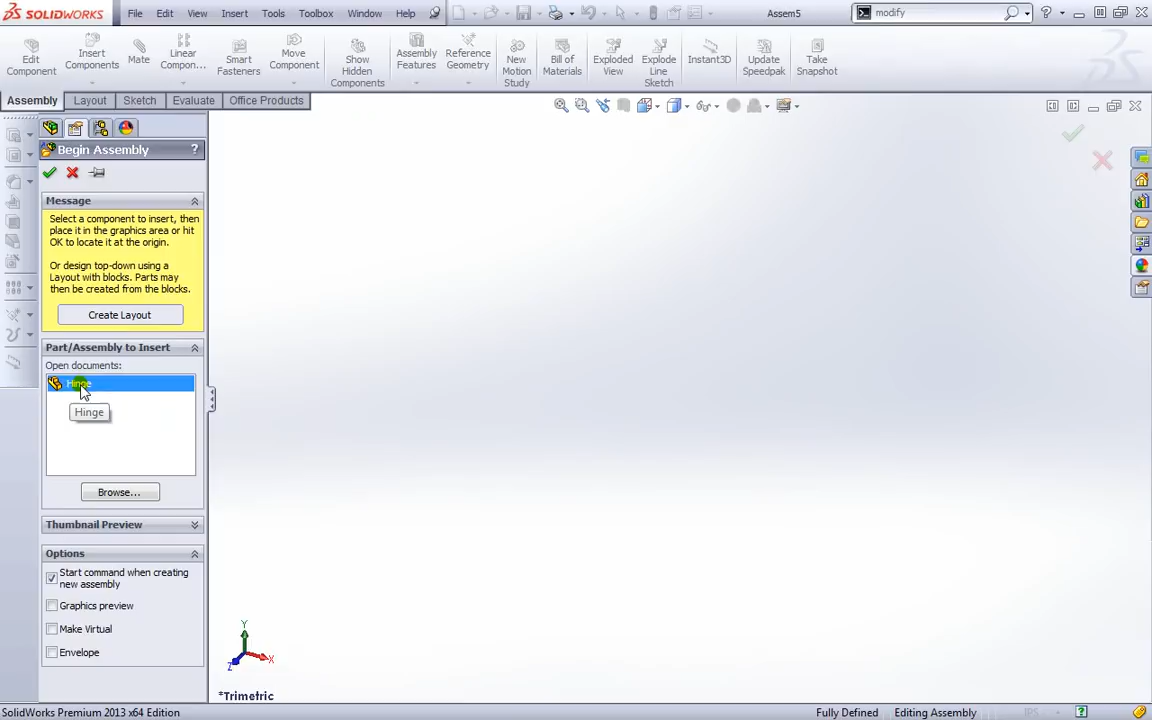 SOLIDWORKS File Edit View Insert Tools Toolbox Window Help Assem5 modify
Edit Component
Insert Components
Mate
Linear Compon...
Smart Fasteners
Move Component
Show Hidden Components
Assembly Features
Reference Geometry
New Motion Study
Bill of Materials
Exploded View
Explode Line Sketch
Instant3D
Update Speedpak
Take Snapshot
Assembly Layout Sketch Evaluate Office Products
Begin Assembly ?
Message
Select a component to insert, then
place it in the graphics area or hit
OK to locate it at the origin.
Or design top-down using a
Layout with blocks. Parts may
then be created from the blocks.
Create Layout
Part/Assembly to Insert
Open documents:
Hinge
Hinge
Browse...
Thumbnail Preview
Options
Start command when creating
new assembly
Graphics preview
Make Virtual
Envelope
Y
X
Z
*Trimetric
SolidWorks Premium 2013 x64 Edition Fully Defined Editing Assembly IPS